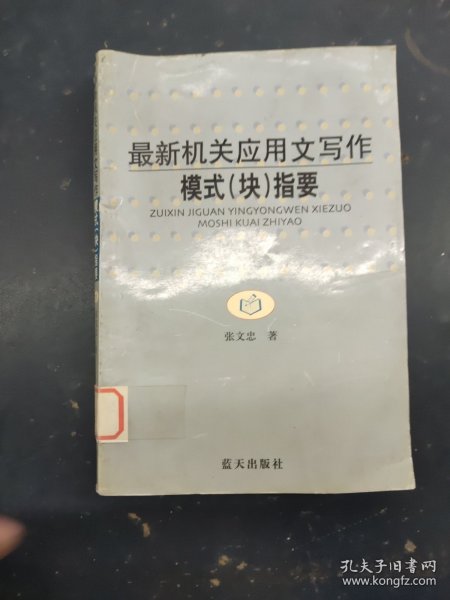 最新机关应用文写作
模式(块)指要
ZUIXIN JIGUAN YINGYONGWEN XIEZUO
MOSHI KUAI ZHIYAO
张文忠 著
蓝天出版社
孔夫子旧书网
www.kongfz.com